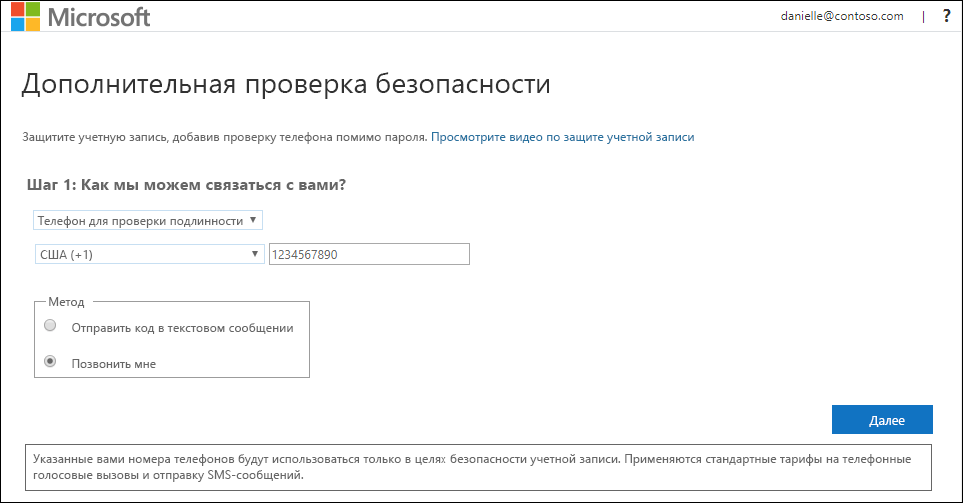 Microsoft
danielle@contoso.com | ?
Дополнительная проверка безопасности
Защитите учетную запись, добавив проверку телефона помимо пароля. Просмотрите видео по защите учетной записи
Шаг 1: Как мы можем связаться с вами?
Телефон для проверки подлинности
США (+1) 1234567890
Метод
Отправить код в текстовом сообщении
Позвонить мне
Далее
Указанные вами номера телефонов будут использоваться только в целях безопасности учетной записи. Применяются стандартные тарифы на телефонные
голосовые вызовы и отправку SMS-сообщений.